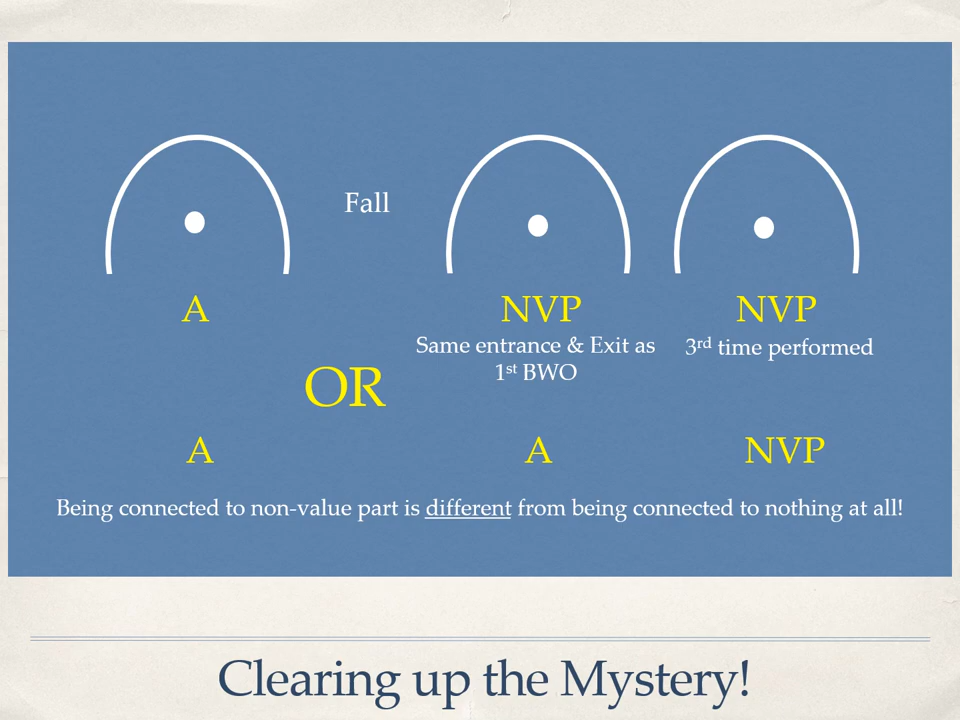 Fall
A
NVP
NVP
Same entrance & Exit as
1st BWO
3rd time performed
OR
A
A
NVP
Being connected to non-value part is different from being connected to nothing at all!
Clearing up the Mystery!